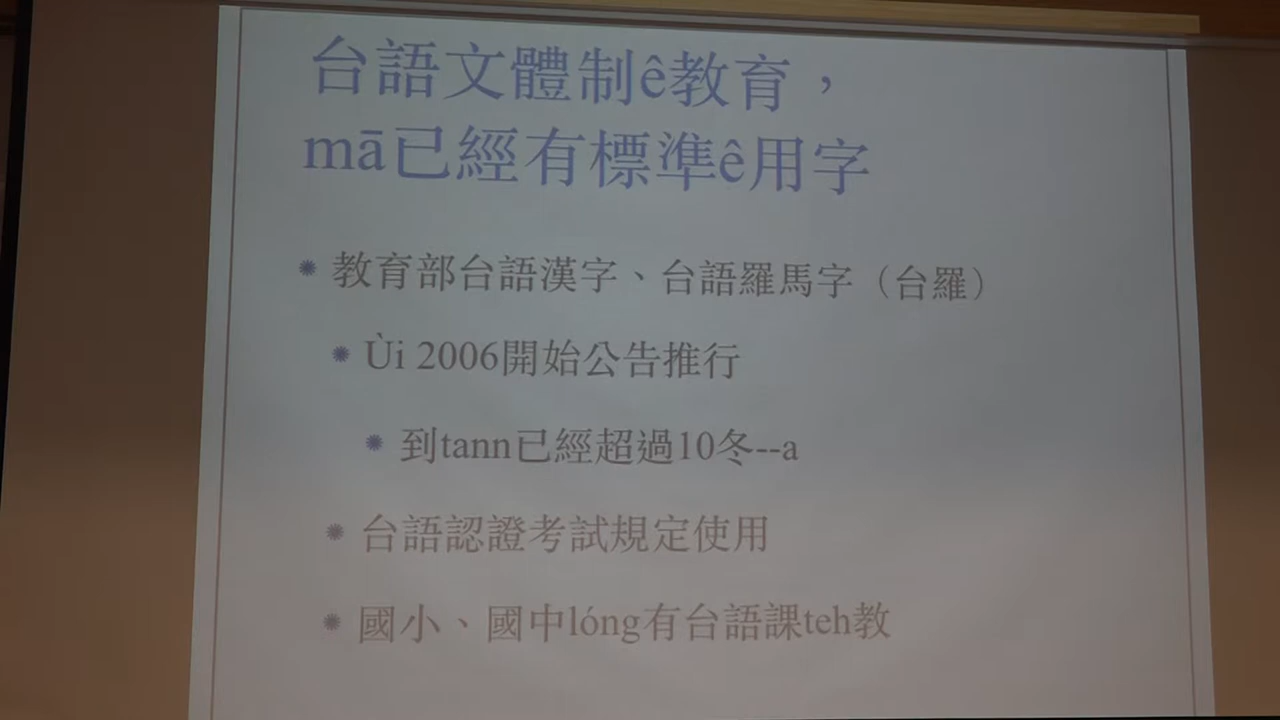 台語文體制ê教育，
mā已經有標準ê用字
教育部台語漢字、台語羅馬字（台羅）
Ùi 2006開始公告推行
到tann已經超過10冬--a
台語認證考試規定使用
國小、國中lóng有台語課teh教